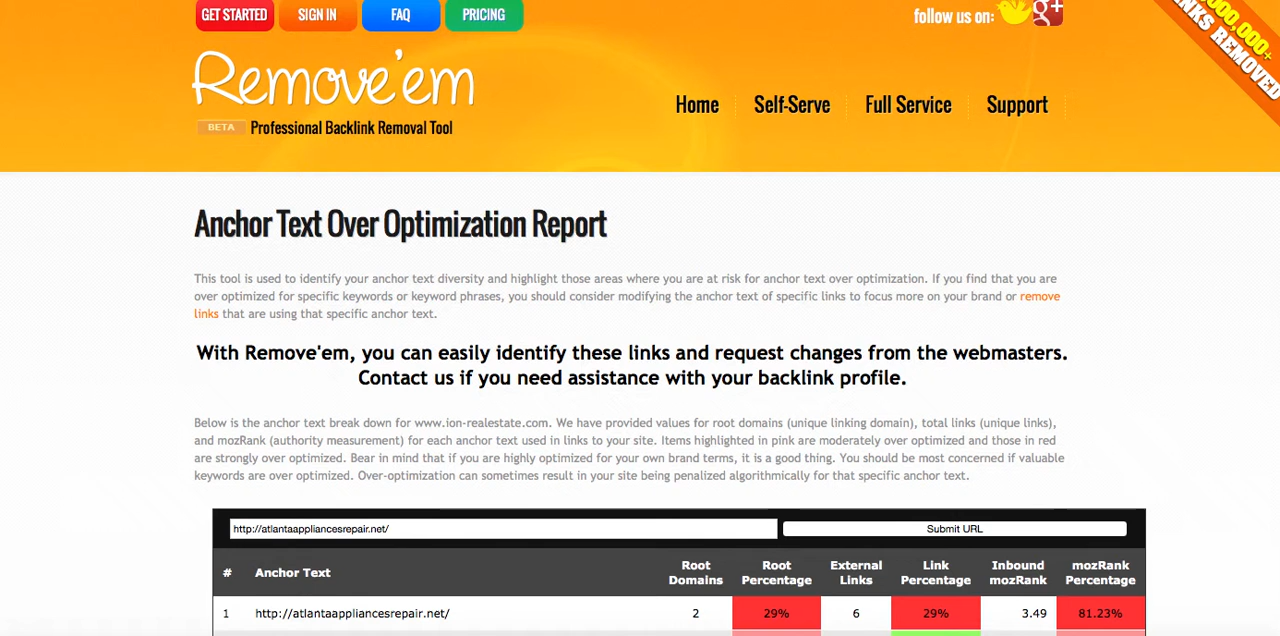 GET STARTED SIGN IN FAQ PRICING
follow us on:
000,000+
LINKS REMOVED
Remove'em
BETA Professional Backlink Removal Tool
Home Self-Serve Full Service Support
Anchor Text Over Optimization Report
This tool is used to identify your anchor text diversity and highlight those areas where you are at risk for anchor text over optimization. If you find that you are
over optimized for specific keywords or keyword phrases, you should consider modifying the anchor text of specific links to focus more on your brand or remove
links that are using that specific anchor text.
With Remove'em, you can easily identify these links and request changes from the webmasters.
Contact us if you need assistance with your backlink profile.
Below is the anchor text break down for www.ion-realestate.com. We have provided values for root domains (unique linking domain), total links (unique links),
and mozRank (authority measurement) for each anchor text used in links to your site. Items highlighted in pink are moderately over optimized and those in red
are strongly over optimized. Bear in mind that if you are highly optimized for your own brand terms, it is a good thing. You should be most concerned if valuable
keywords are over optimized. Over-optimization can sometimes result in your site being penalized algorithmically for that specific anchor text.
http://atlantaappliancesrepair.net/ Submit URL
# Anchor Text Root Domains Root Percentage External Links Link Percentage Inbound mozRank mozRank Percentage
1 http://atlantaappliancesrepair.net/ 2 29% 6 29% 3.49 81.23%